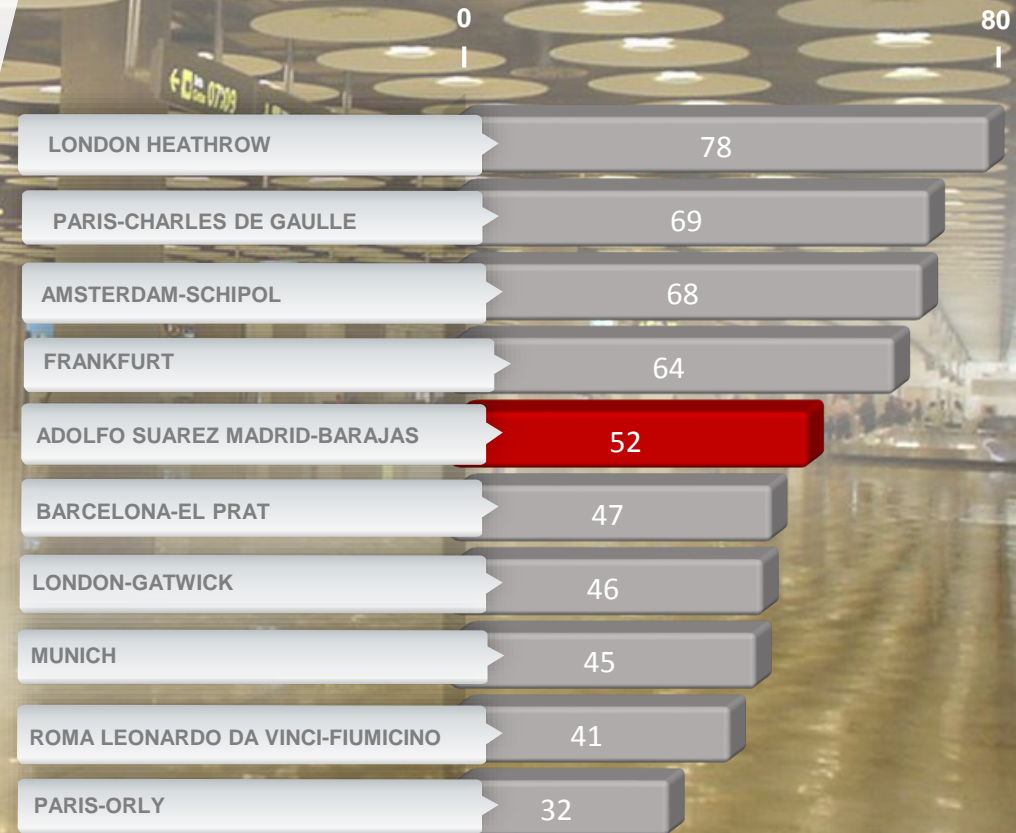 0 80
LONDON HEATHROW 78
PARIS-CHARLES DE GAULLE 69
AMSTERDAM-SCHIPOL 68
FRANKFURT 64
ADOLFO SUAREZ MADRID-BARAJAS 52
BARCELONA-EL PRAT 47
LONDON-GATWICK 46
MUNICH 45
ROMA LEONARDO DA VINCI-FIUMICINO 41
PARIS-ORLY 32